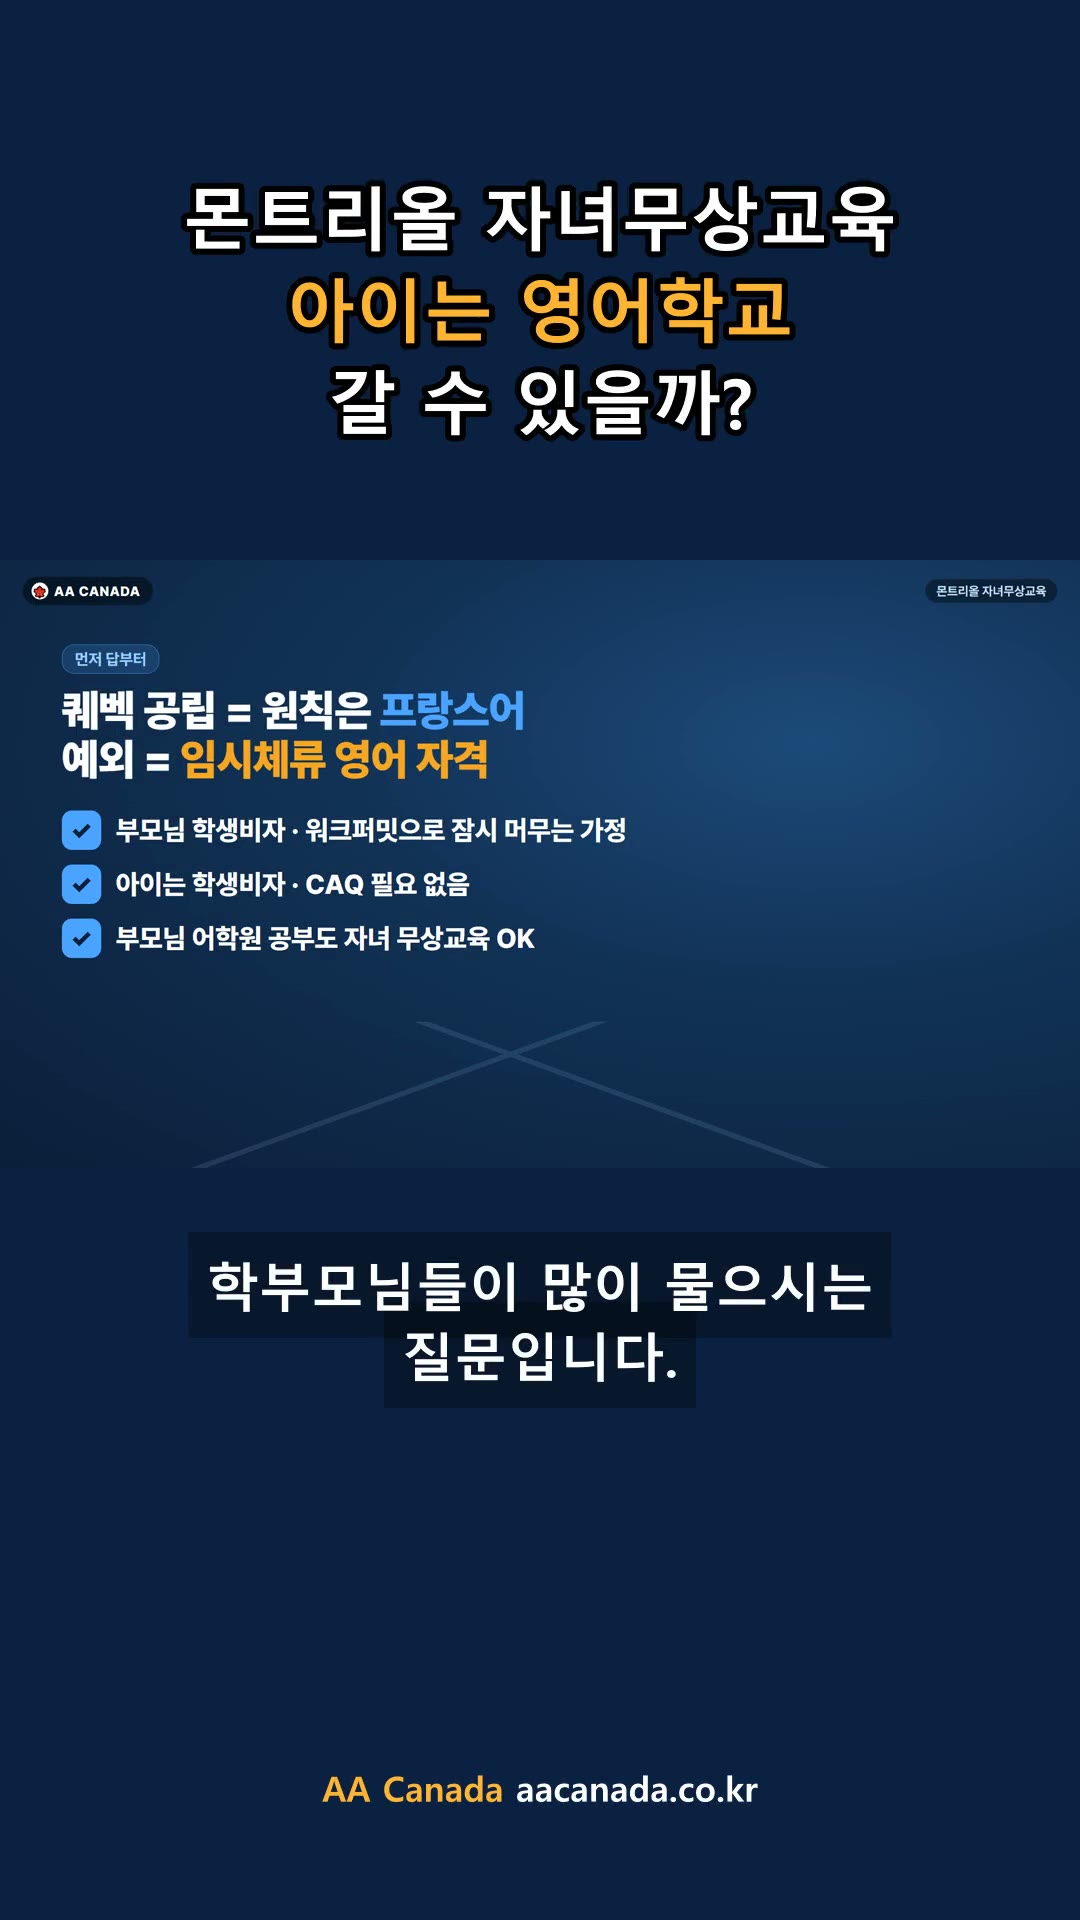 몬트리올 자녀무상교육
아이는 영어학교
갈 수 있을까?
AA CANADA
몬트리올 자녀무상교육
먼저 답부터
퀘벡 공립 = 원칙은 프랑스어
예외 = 임시체류 영어 자격
부모님 학생비자 · 워크퍼밋으로 잠시 머무는 가정
아이는 학생비자 · CAQ 필요 없음
부모님 어학원 공부도 자녀 무상교육 OK
학부모님들이 많이 물으시는
질문입니다.
AA Canada aacanada.co.kr